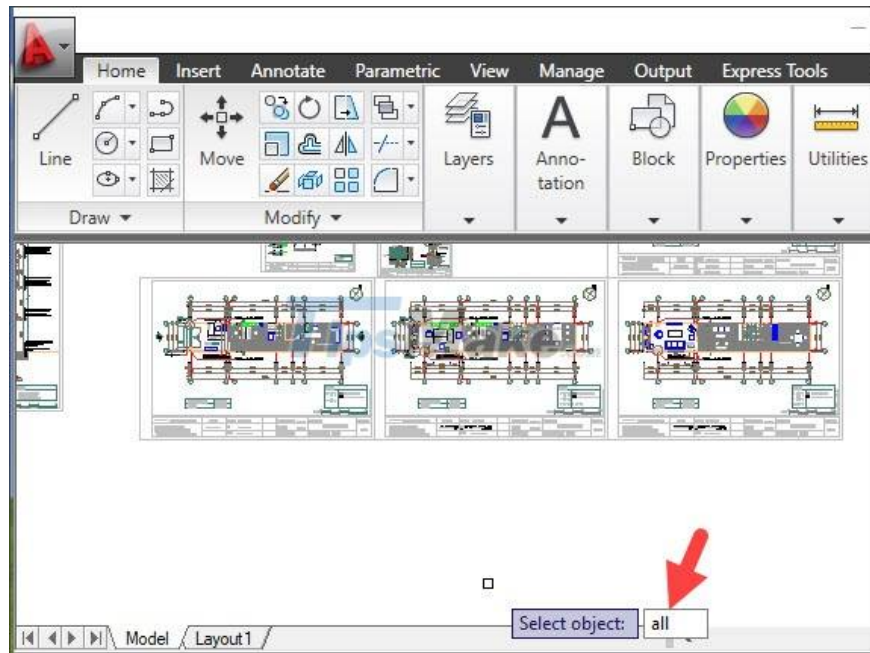 Home Insert Annotate Parametric View Manage Output Express Tools
Line
Move
Layers
Anno-
tation
Block
Properties
Utilities
Draw
Modify
TipsMake
Select object: all
Model Layout1